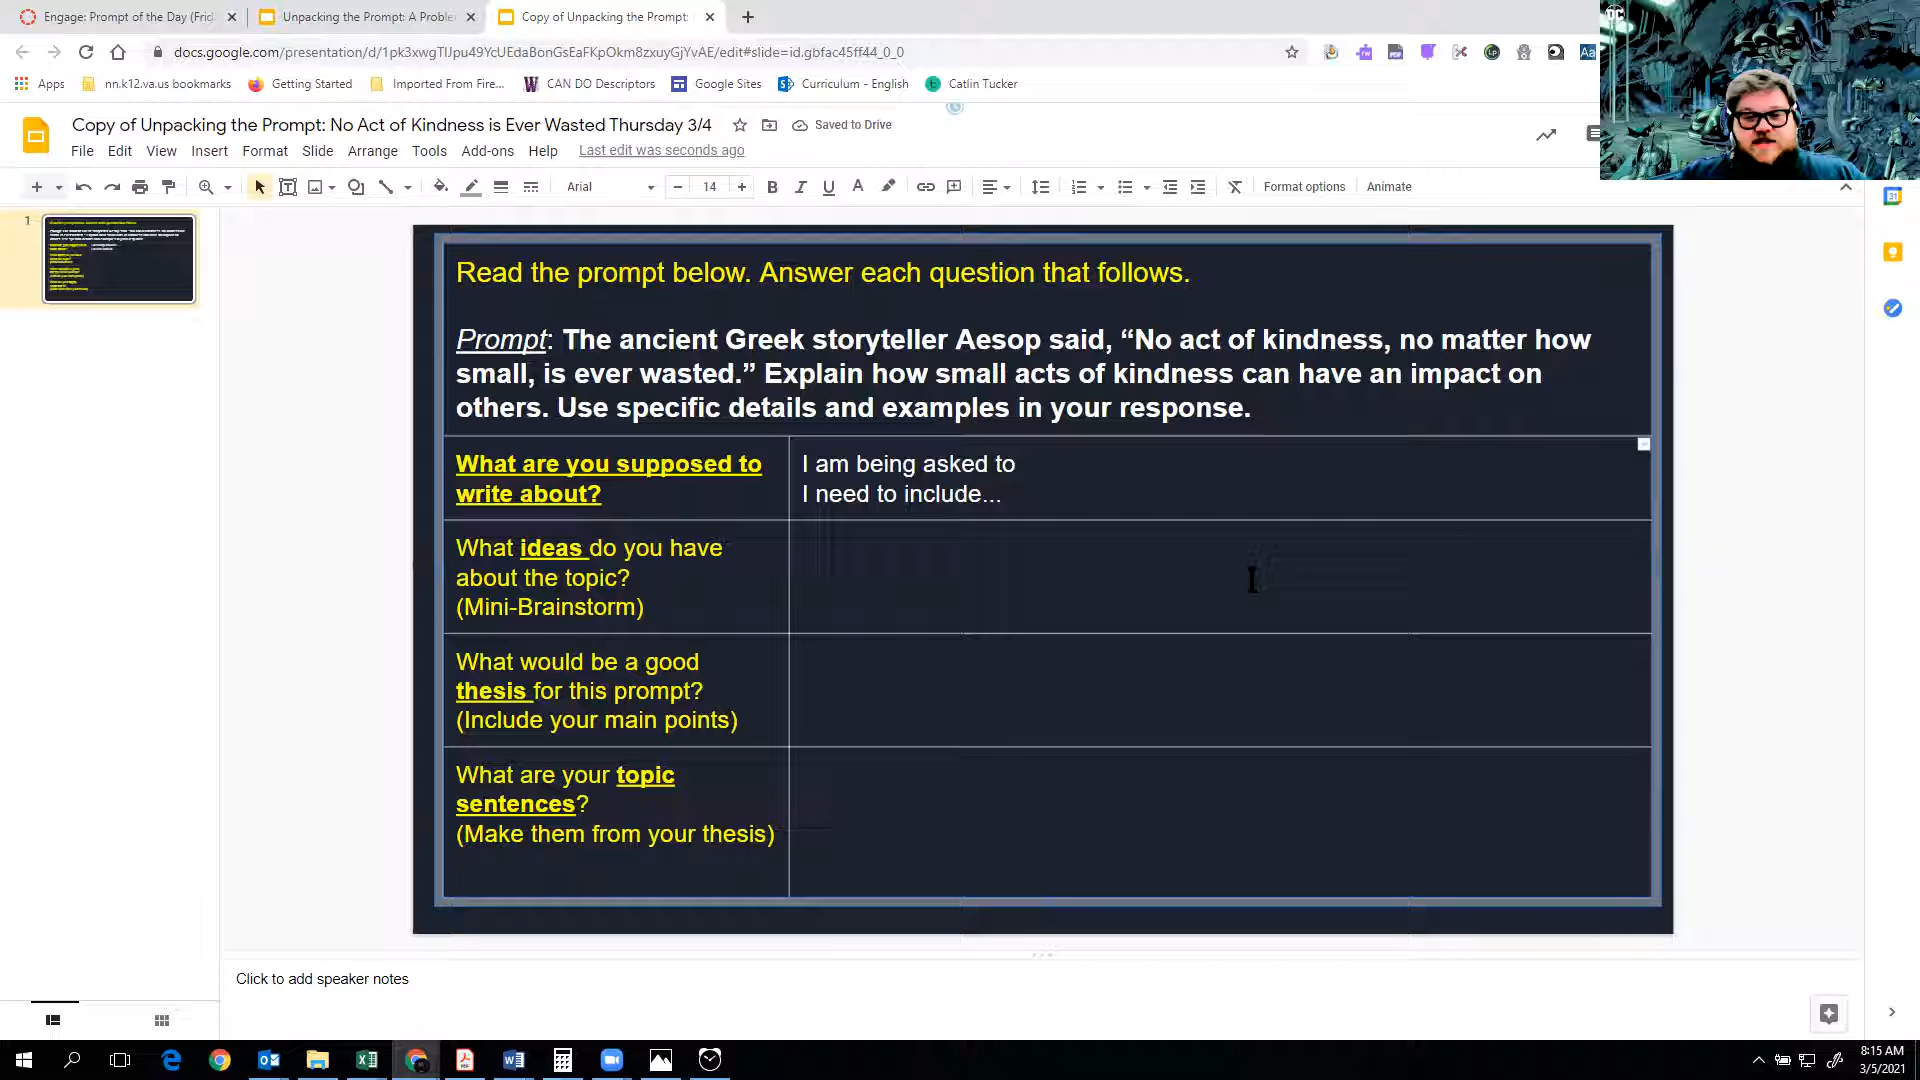 Engage: Prompt of the Day (Frid
Unpacking the Prompt: A Proble
Copy of Unpacking the Prompt:
docs.google.com/presentation/d/1pk3xwgTIJpu49YcUEdaBonGsEaFKpOkm8zxuyGjYvAE/edit#slide=id.gbfac45ff44_0_0
Apps
nn.k12.va.us bookmarks
Getting Started
Imported From Fire...
CAN DO Descriptors
Google Sites
Curriculum - English
Catlin Tucker
DC
Copy of Unpacking the Prompt: No Act of Kindness is Ever Wasted Thursday 3/4
Saved to Drive
File Edit View Insert Format Slide Arrange Tools Add-ons Help Last edit was seconds ago
Arial
14
Format options
Animate
1
Read the prompt below. Answer each question that follows.
Prompt: The ancient Greek storyteller Aesop said, “No act of kindness, no matter how
small, is ever wasted.” Explain how small acts of kindness can have an impact on
others. Use specific details and examples in your response.
What are you supposed to
write about?
I am being asked to
I need to include...
What ideas do you have
about the topic?
(Mini-Brainstorm)
What would be a good
thesis for this prompt?
(Include your main points)
What are your topic
sentences?
(Make them from your thesis)
Click to add speaker notes
8:15 AM
3/5/2021